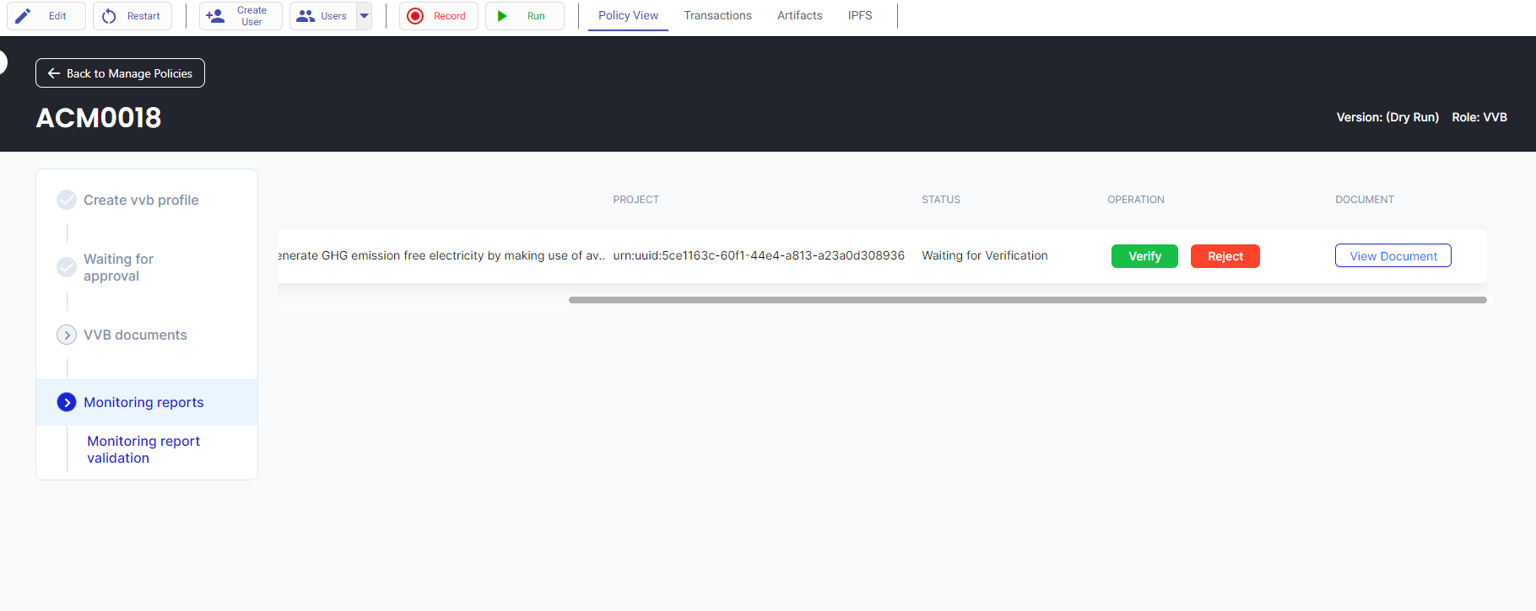 Edit
Restart
Create
User
Users
Record
Run
Policy View
Transactions
Artifacts
IPFS
Back to Manage Policies
ACM0018
Version: (Dry Run) Role: VVB
Create vvb profile
Waiting for
approval
VVB documents
Monitoring reports
Monitoring report
validation
PROJECT STATUS OPERATION DOCUMENT
enerate GHG emission free electricity by making use of av.. urn:uuid:5ce1163c-60f1-44e4-a813-a23a0d308936 Waiting for Verification Verify Reject View Document